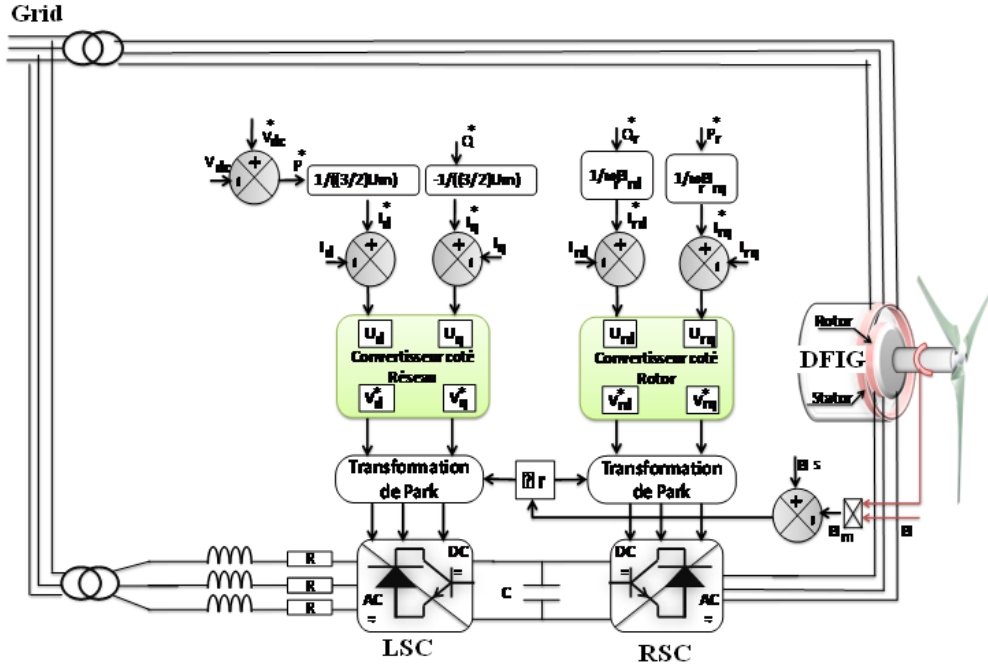 Grid
V*dc
Vdc
P*
Q*
Q*r
P*r
+
1/((3/2)Um)
-1/((3/2)Um)
I*d
I*q
I*rd
I*rq
Id
Iq
Ird
Irq
+
+
+
+
Ud
Uq
Urd
Urq
Convertisseur coté
Réseau
Convertisseur coté
Rotor
V*d
V*q
V*rd
V*rq
Rotor
DFIG
Stator
Transformation
de Park
r
Transformation
de Park
s
+
m
R
R
R
DC
=
AC
=
C
DC
=
AC
=
LSC
RSC